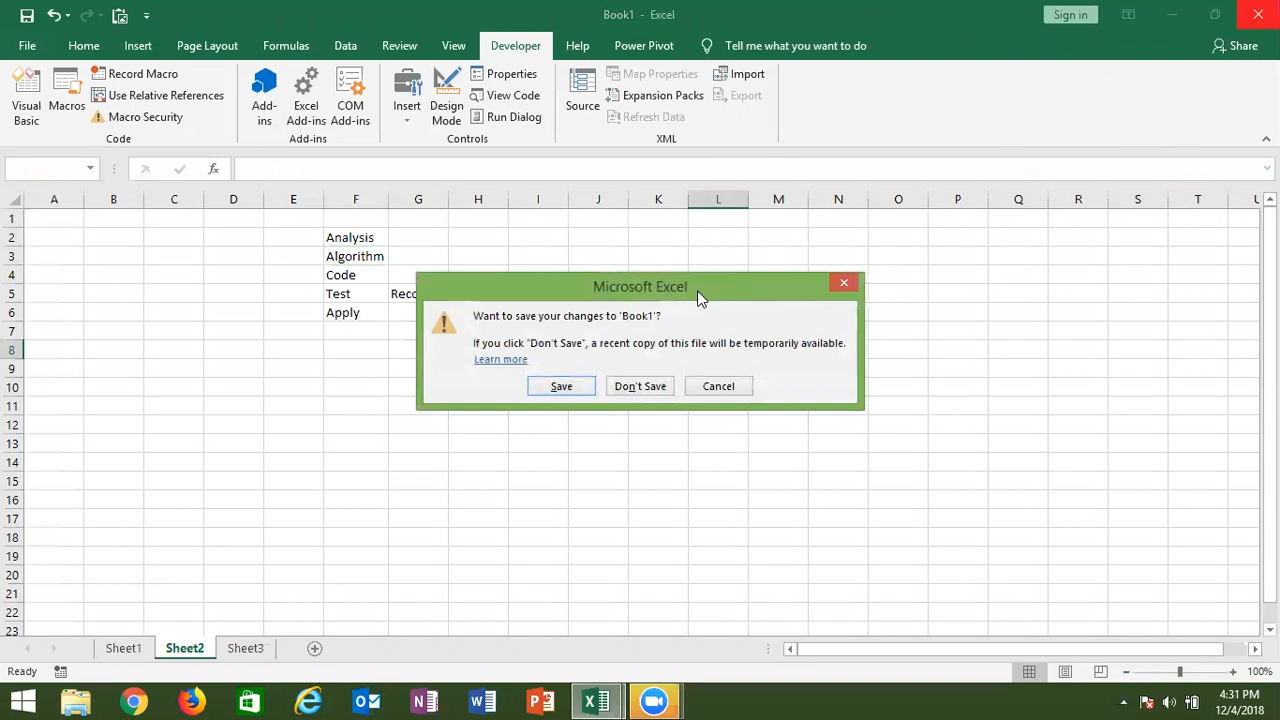 Book1 - Excel
Sign in
File Home Insert Page Layout Formulas Data Review View Developer Help Power Pivot Tell me what you want to do Share
Visual Basic
Macros
Record Macro
Use Relative References
Macro Security
Code
Add-ins
Excel Add-ins
COM Add-ins
Add-ins
Insert
Design Mode
Properties
View Code
Run Dialog
Controls
Source
Map Properties
Expansion Packs
Refresh Data
Import
Export
XML
fx
A B C D E F G H I J K L M N O P Q R S T U
1
2 Analysis
3 Algorithm
4 Code
5 Test Reco
6 Apply
7
8
9
10
11
12
13
14
15
16
17
18
19
20
21
22
23
Microsoft Excel
Want to save your changes to 'Book1'?
If you click "Don't Save", a recent copy of this file will be temporarily available.
Learn more
Save Don't Save Cancel
Sheet1 Sheet2 Sheet3
Ready
100%
4:31 PM
12/4/2018